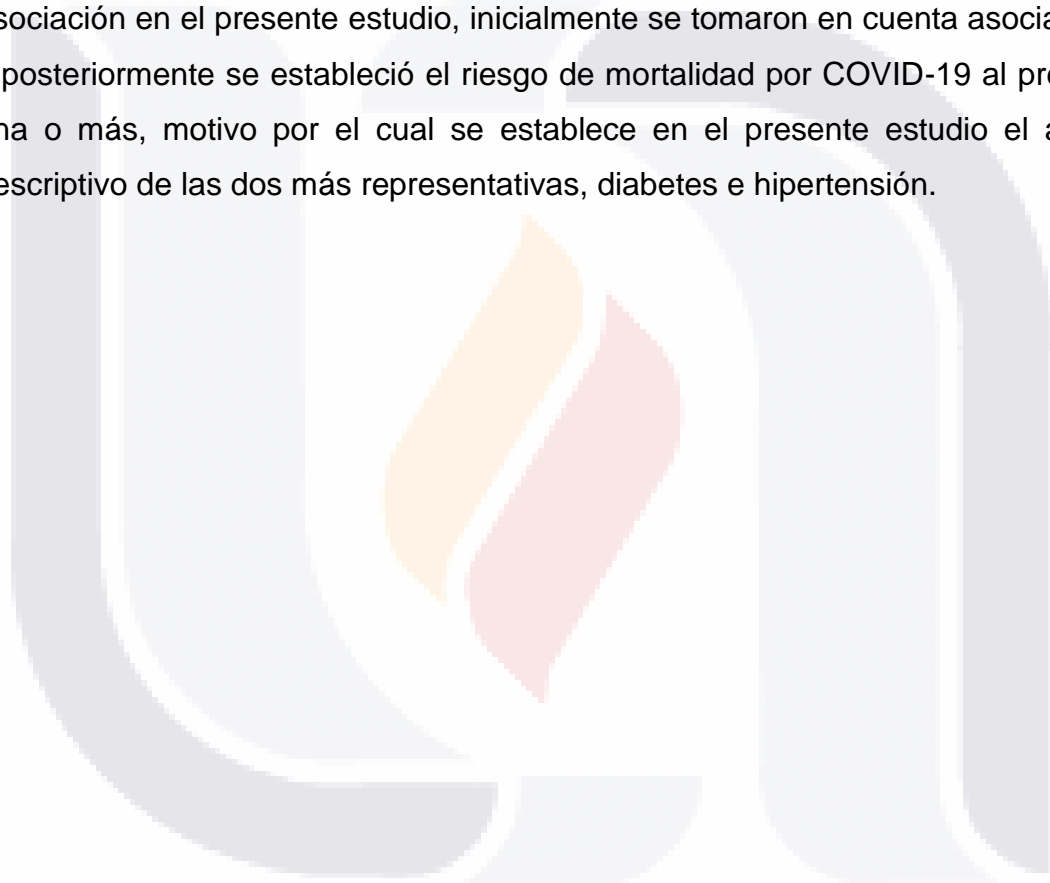 sociación en el presente estudio, inicialmente se tomaron en cuenta asocia
posteriormente se estableció el riesgo de mortalidad por COVID-19 al pre
na o más, motivo por el cual se establece en el presente estudio el a
escriptivo de las dos más representativas, diabetes e hipertensión.